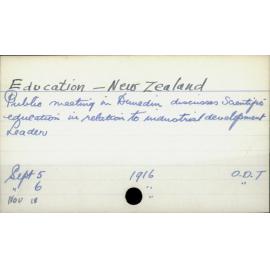 Education – New Zealand
Public meeting in Dunedin discusses Scientific
education in relation to industrial development
Leader
Sept 5 1916 O.D.T
" 6 " "
Nov 18 "